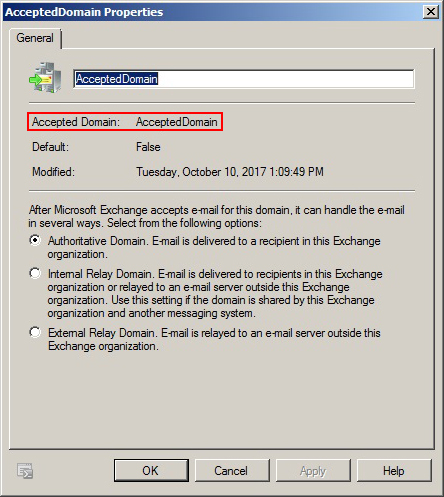 AcceptedDomain Properties
General
AcceptedDomain
Accepted Domain: AcceptedDomain
Default: False
Modified: Tuesday, October 10, 2017 1:09:49 PM
After Microsoft Exchange accepts e-mail for this domain, it can handle the e-mail
in several ways. Select from the following options:
Authoritative Domain. E-mail is delivered to a recipient in this Exchange
organization.
Internal Relay Domain. E-mail is delivered to recipients in this Exchange
organization or relayed to an e-mail server outside this Exchange
organization. Use this setting if the domain is shared by this Exchange
organization and another messaging system.
External Relay Domain. E-mail is relayed to an e-mail server outside this
Exchange organization.
OK Cancel Apply Help